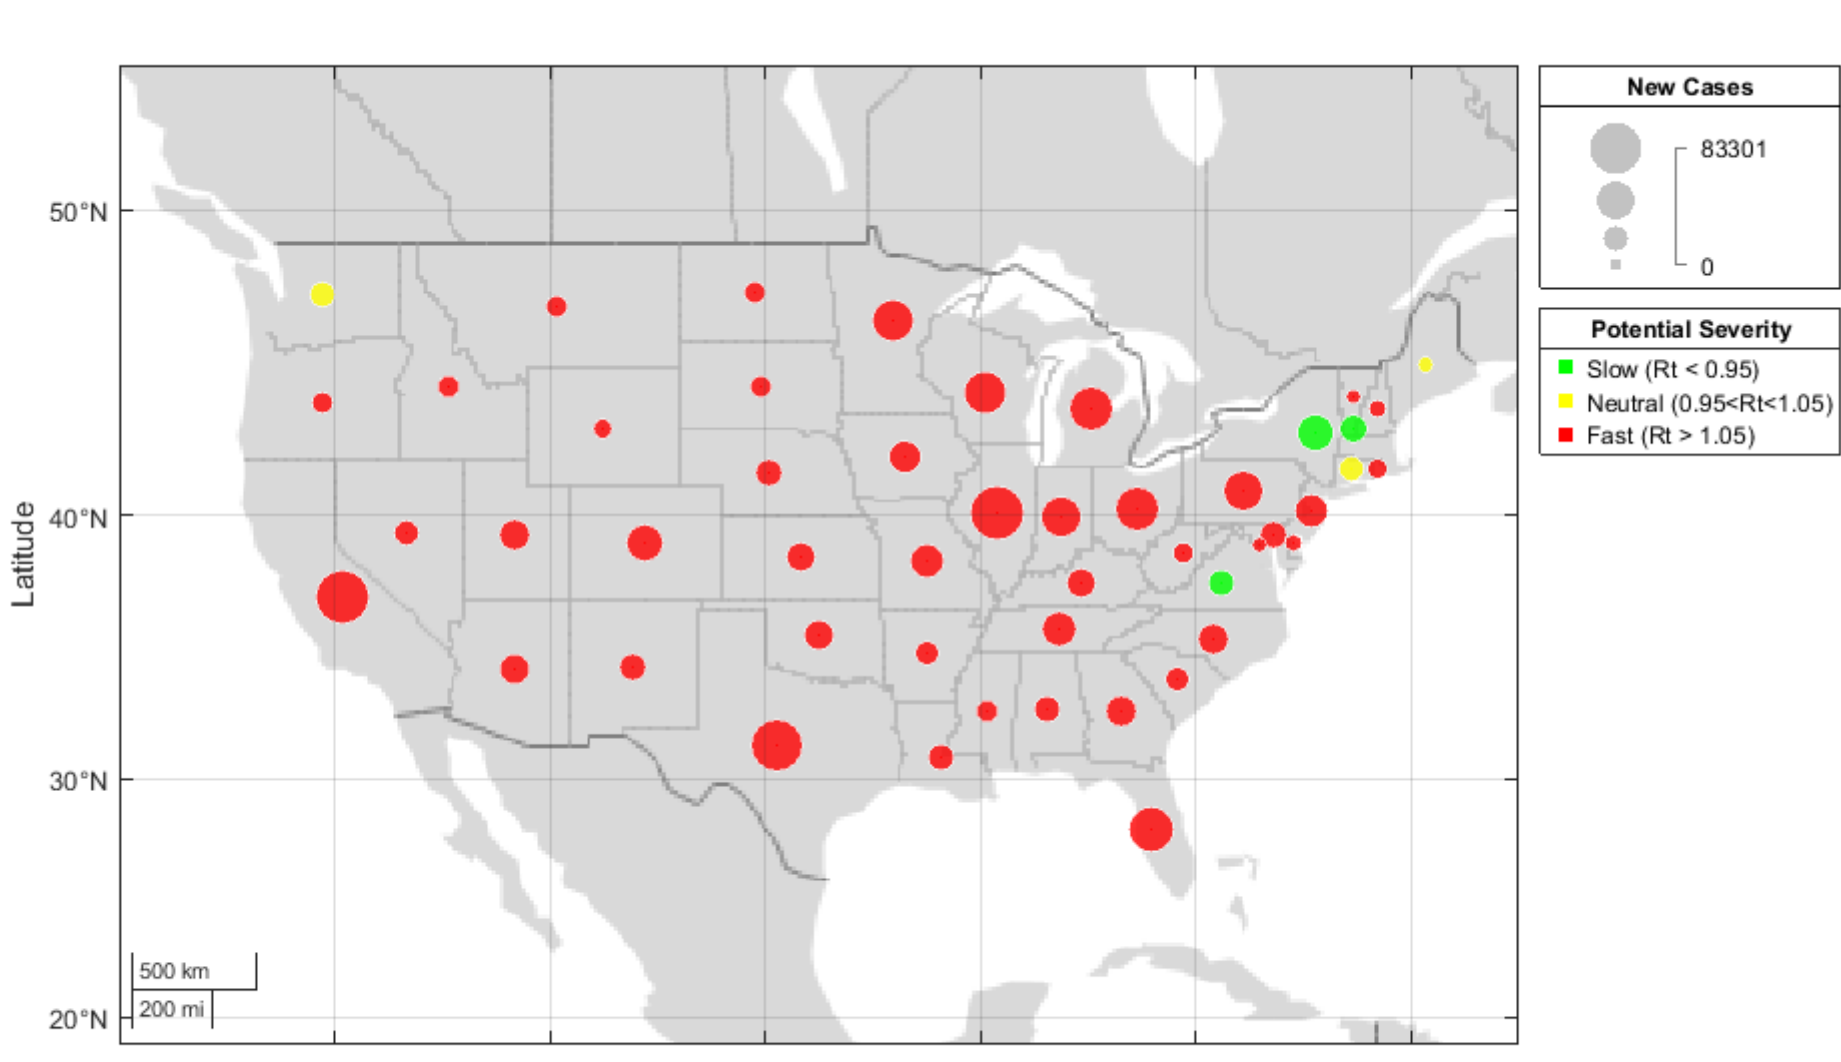 New Cases
83301
0
Potential Severity
Slow (Rt < 0.95)
Neutral (0.95<Rt<1.05)
Fast (Rt > 1.05)
50°N
40°N
30°N
20°N
Latitude
500 km
200 mi